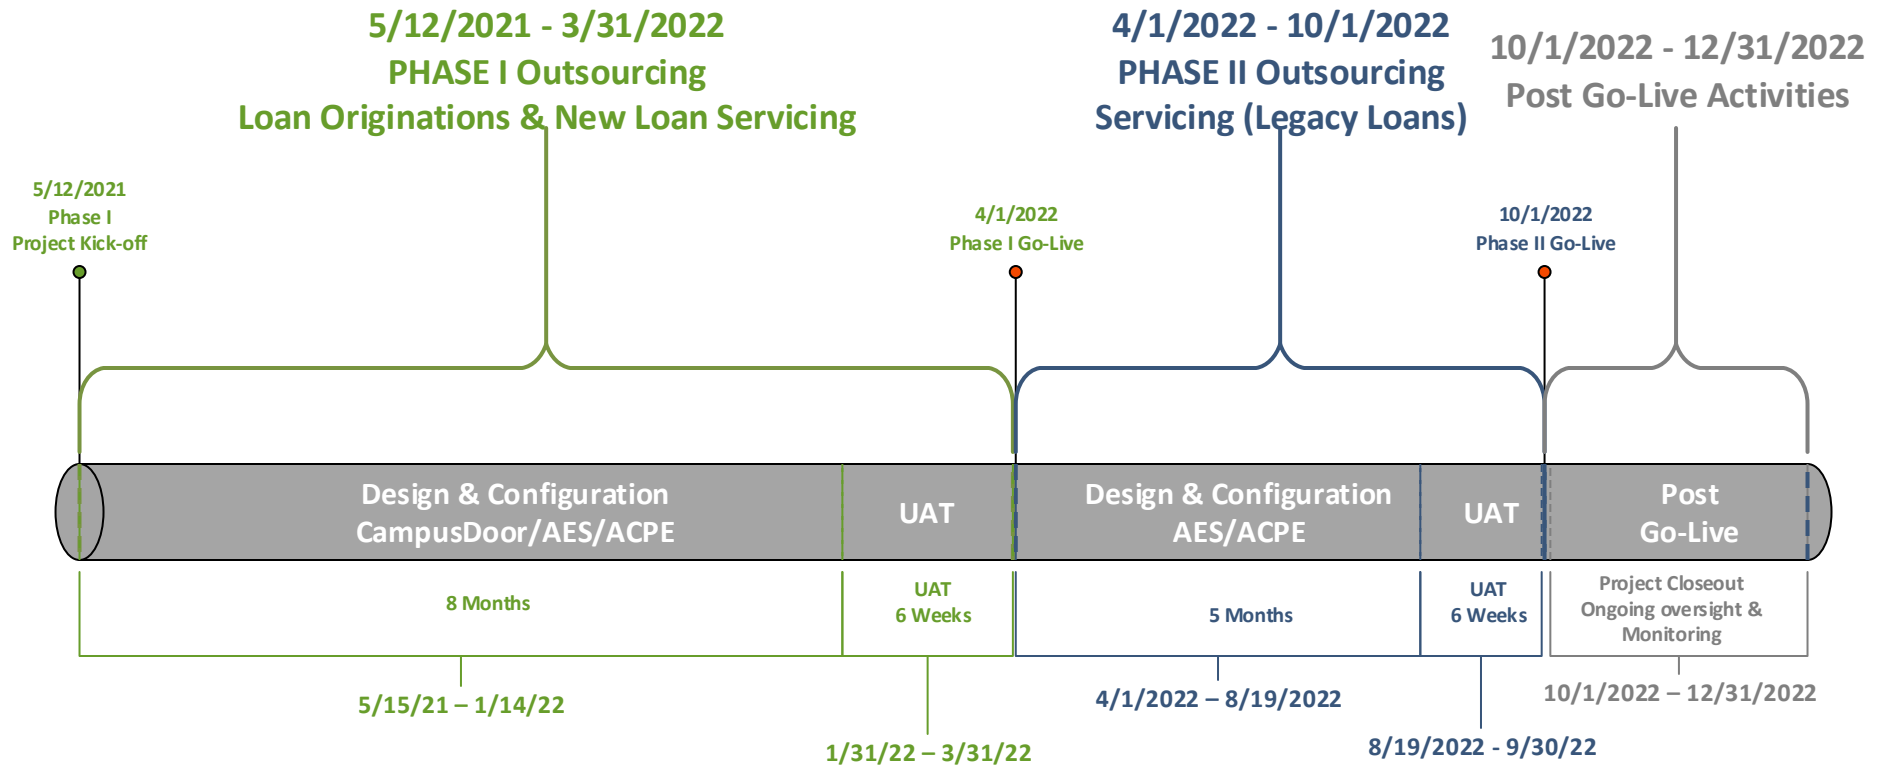 5/12/2021 - 3/31/2022
PHASE I Outsourcing
Loan Originations & New Loan Servicing
4/1/2022 - 10/1/2022
PHASE II Outsourcing
Servicing (Legacy Loans)
10/1/2022 - 12/31/2022
Post Go-Live Activities
5/12/2021
Phase I
Project Kick-off
4/1/2022
Phase I Go-Live
10/1/2022
Phase II Go-Live
Design & Configuration
CampusDoor/AES/ACPE
UAT
Design & Configuration
AES/ACPE
UAT
Post
Go-Live
8 Months
UAT
6 Weeks
5 Months
UAT
6 Weeks
Project Closeout
Ongoing oversight &
Monitoring
5/15/21 – 1/14/22
1/31/22 – 3/31/22
4/1/2022 – 8/19/2022
8/19/2022 - 9/30/22
10/1/2022 – 12/31/2022